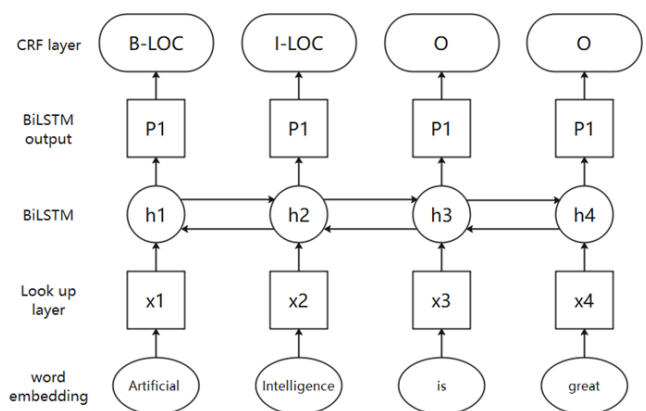 CRF layer B-LOC I-LOC O O
BiLSTM
output
P1 P1 P1 P1
BiLSTM h1 h2 h3 h4
Look up
layer
x1 x2 x3 x4
word
embedding
Artificial Intelligence is great